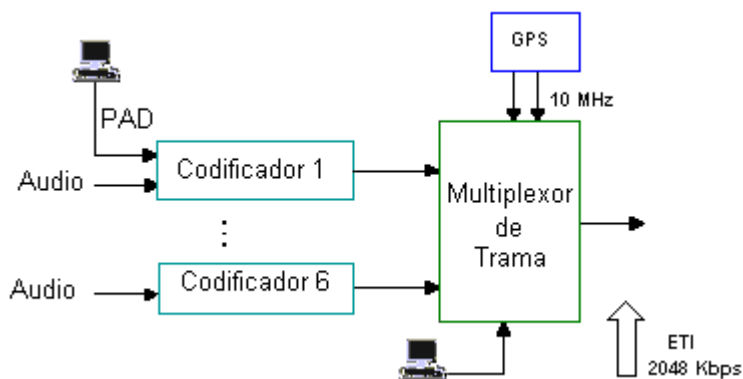 GPS
10 MHz
PAD
Audio
Codificador 1
Multiplexor
de
Trama
Audio
Codificador 6
ETI
2048 Kbps